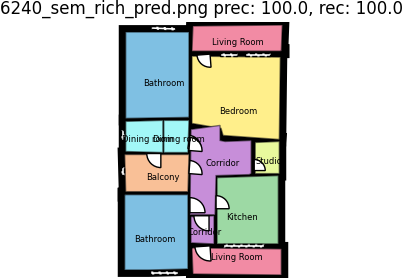 6240_sem_rich_pred.png prec: 100.0, rec: 100.0
Living Room
Bathroom
Bedroom
Dining room
Dining room
Corridor
Studio
Balcony
Kitchen
Corridor
Bathroom
Living Room